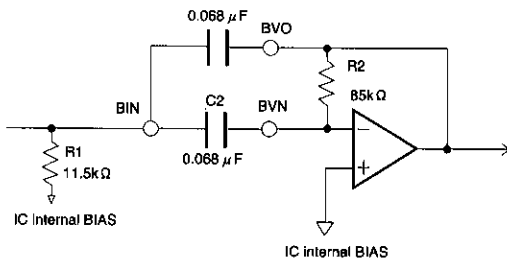 0.068 μF
BVO
R2
85kΩ
BIN
C2
BVN
0.068 μF
R1
11.5kΩ
−
+
IC Internal BIAS
IC internal BIAS